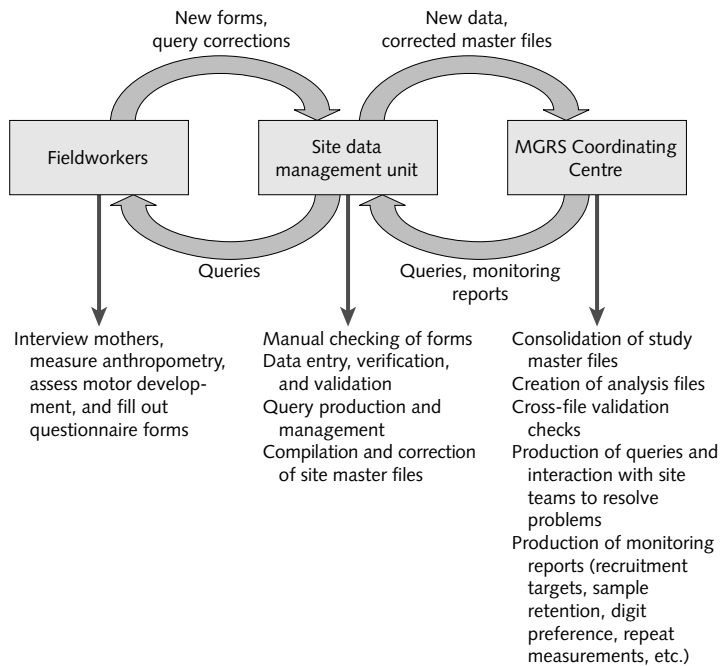 New forms,
query corrections
New data,
corrected master files
Fieldworkers
Site data
management unit
MGRS Coordinating
Centre
Queries
Queries, monitoring
reports
Interview mothers,
measure anthropometry,
assess motor develop-
ment, and fill out
questionnaire forms
Manual checking of forms
Data entry, verification,
and validation
Query production and
management
Compilation and correction
of site master files
Consolidation of study
master files
Creation of analysis files
Cross-file validation
checks
Production of queries and
interaction with site
teams to resolve
problems
Production of monitoring
reports (recruitment
targets, sample
retention, digit
preference, repeat
measurements, etc.)